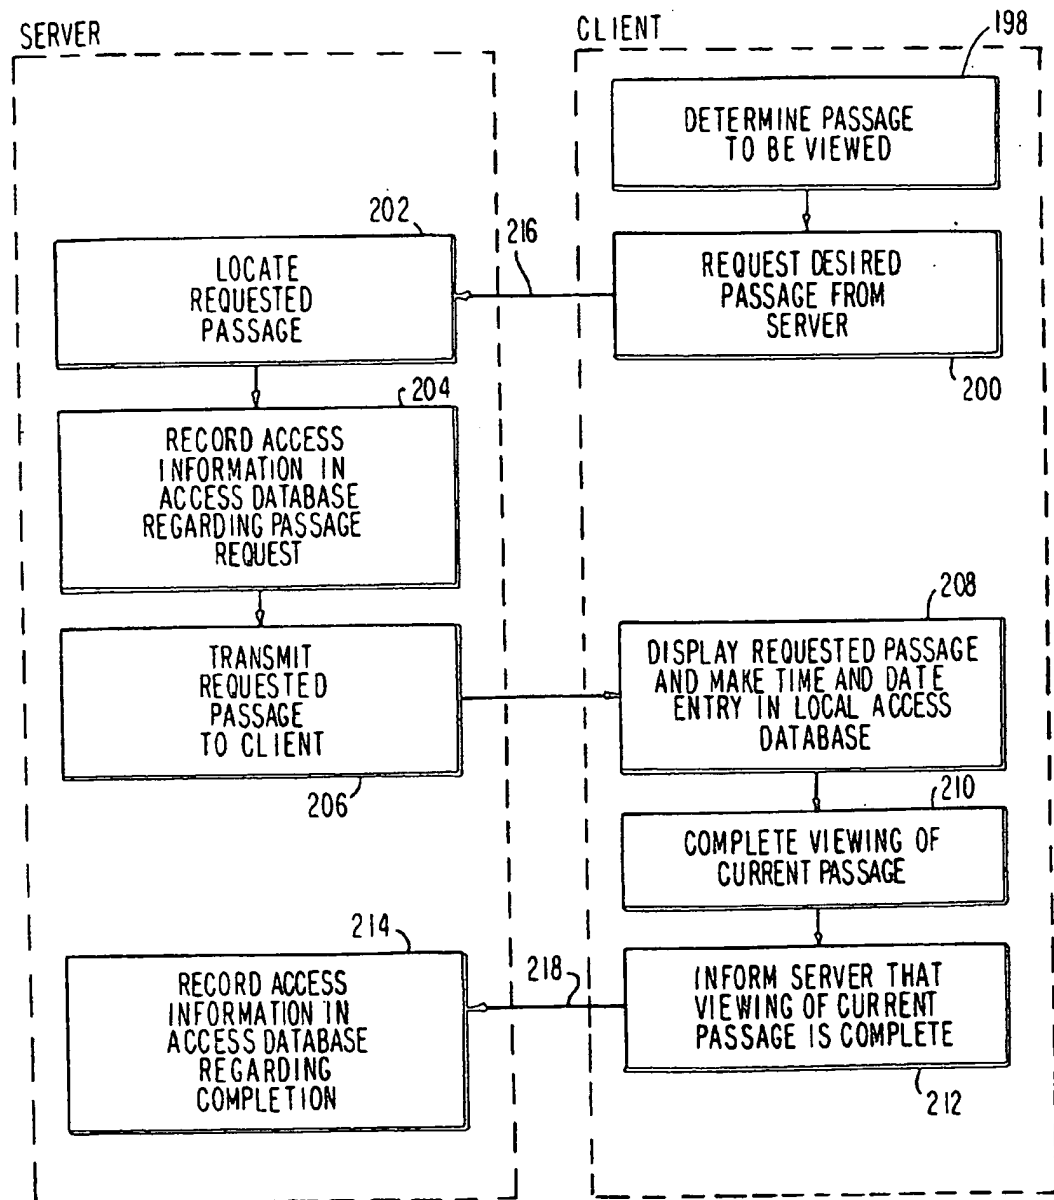 SERVER
CLIENT
198
DETERMINE PASSAGE
TO BE VIEWED
202
216
LOCATE
REQUESTED
PASSAGE
REQUEST DESIRED
PASSAGE FROM
SERVER
200
204
RECORD ACCESS
INFORMATION IN
ACCESS DATABASE
REGARDING PASSAGE
REQUEST
208
TRANSMIT
REQUESTED
PASSAGE
TO CLIENT
206
DISPLAY REQUESTED PASSAGE
AND MAKE TIME AND DATE
ENTRY IN LOCAL ACCESS
DATABASE
210
COMPLETE VIEWING OF
CURRENT PASSAGE
214
218
RECORD ACCESS
INFORMATION IN
ACCESS DATABASE
REGARDING
COMPLETION
INFORM SERVER THAT
VIEWING OF CURRENT
PASSAGE IS COMPLETE
212